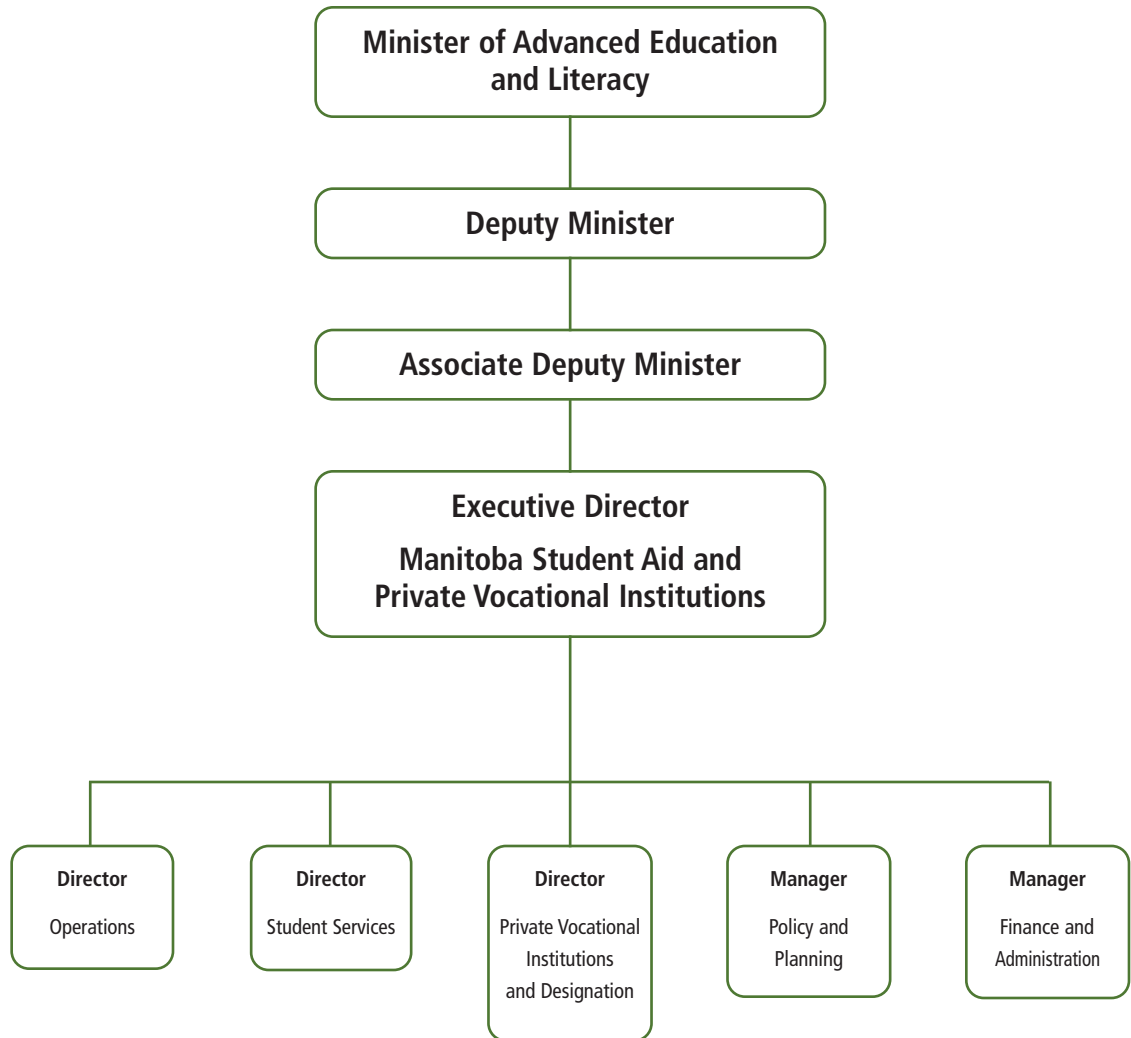 Minister of Advanced Education
and Literacy
Deputy Minister
Associate Deputy Minister
Executive Director
Manitoba Student Aid and
Private Vocational Institutions
Director
Operations
Director
Student Services
Director
Private Vocational
Institutions
and Designation
Manager
Policy and
Planning
Manager
Finance and
Administration